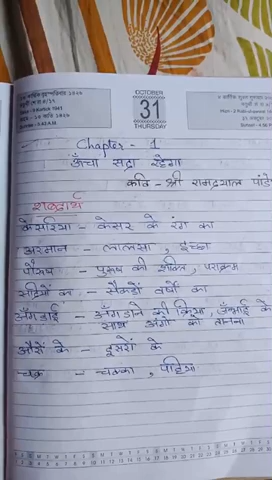 OCTOBER
31
THURSDAY
Chapter - 1
ऊँचा सदा रहेगा
कवि - श्री रामदयाल पांडे
शब्दार्थ
केसरिया - केसर के रंग का
अरमान - लालसा, इच्छा
पौरुष - पुरुष की शक्ति, पराक्रम
सदियों का - सैकड़ों वर्षों का
अँगड़ाई - अँगड़ाने की क्रिया, जँभाई के
साथ अंगों का तानना
औरों के - दूसरों के
चक्र - चक्का, पहिया